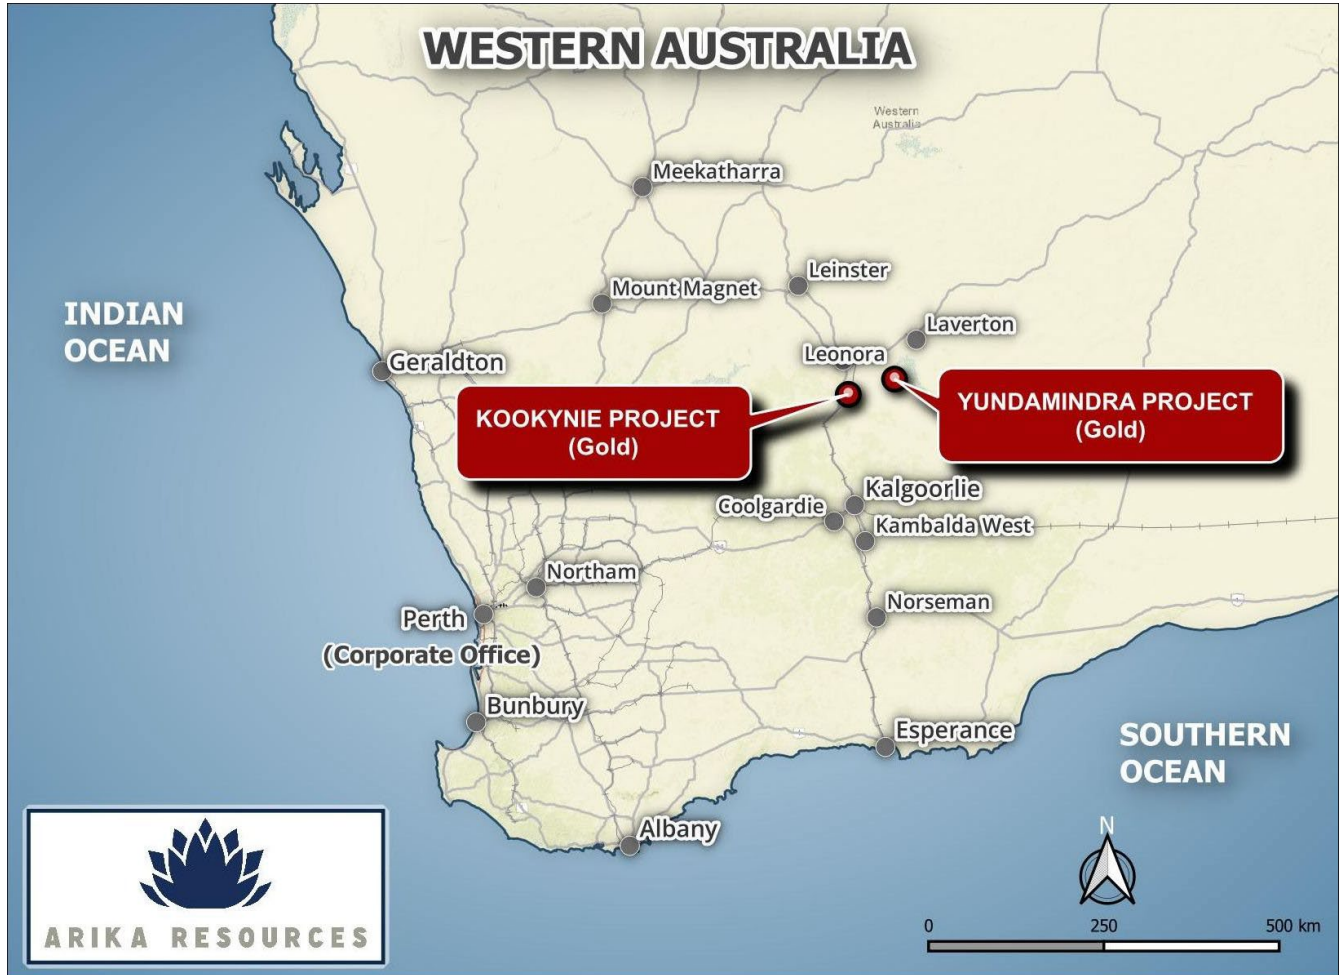 WESTERN AUSTRALIA
Western
Australia
Meekatharra
Leinster
Mount Magnet
INDIAN
OCEAN
Laverton
Leonora
Geraldton
KOOKYNIE PROJECT
(Gold)
YUNDAMINDRA PROJECT
(Gold)
Kalgoorlie
Coolgardie
Kambalda West
Northam
Norseman
Perth
(Corporate Office)
Bunbury
Esperance
SOUTHERN
OCEAN
Albany
N
0 250 500 km
ARIKA RESOURCES